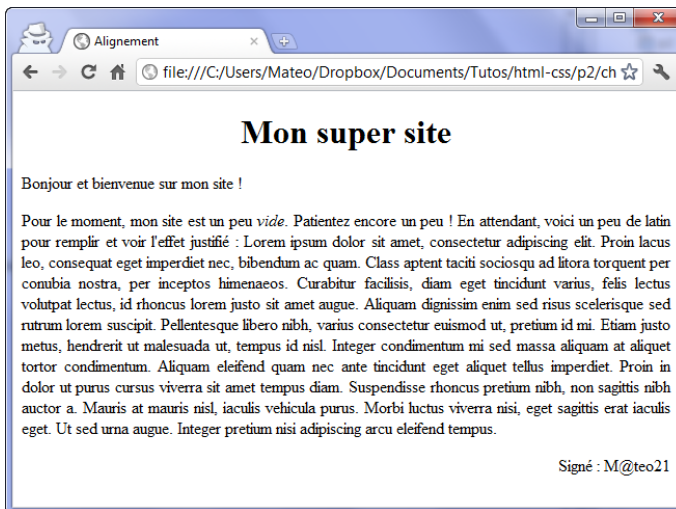 Alignement
file:///C:/Users/Mateo/Dropbox/Documents/Tutos/html-css/p2/ch
Mon super site
Bonjour et bienvenue sur mon site !
Pour le moment, mon site est un peu vide. Patientez encore un peu ! En attendant, voici un peu de latin
pour remplir et voir l'effet justifié : Lorem ipsum dolor sit amet, consectetur adipiscing elit. Proin lacus
leo, consequat eget imperdiet nec, bibendum ac quam. Class aptent taciti sociosqu ad litora torquent per
conubia nostra, per inceptos himenaeos. Curabitur facilisis, diam eget tincidunt varius, felis lectus
volutpat lectus, id rhoncus lorem justo sit amet augue. Aliquam dignissim enim sed risus scelerisque sed
rutrum lorem suscipit. Pellentesque libero nibh, varius consectetur euismod ut, pretium id mi. Etiam justo
metus, hendrerit ut malesuada ut, tempus id nisl. Integer condimentum mi sed massa aliquam at aliquet
tortor condimentum. Aliquam eleifend quam nec ante tincidunt eget aliquet tellus imperdiet. Proin in
dolor ut purus cursus viverra sit amet tempus diam. Suspendisse rhoncus pretium nibh, non sagittis nibh
auctor a. Mauris at mauris nisl, iaculis vehicula purus. Morbi luctus viverra nisi, eget sagittis erat iaculis
eget. Ut sed urna augue. Integer pretium nisi adipiscing arcu eleifend tempus.
Signé : M@teo21